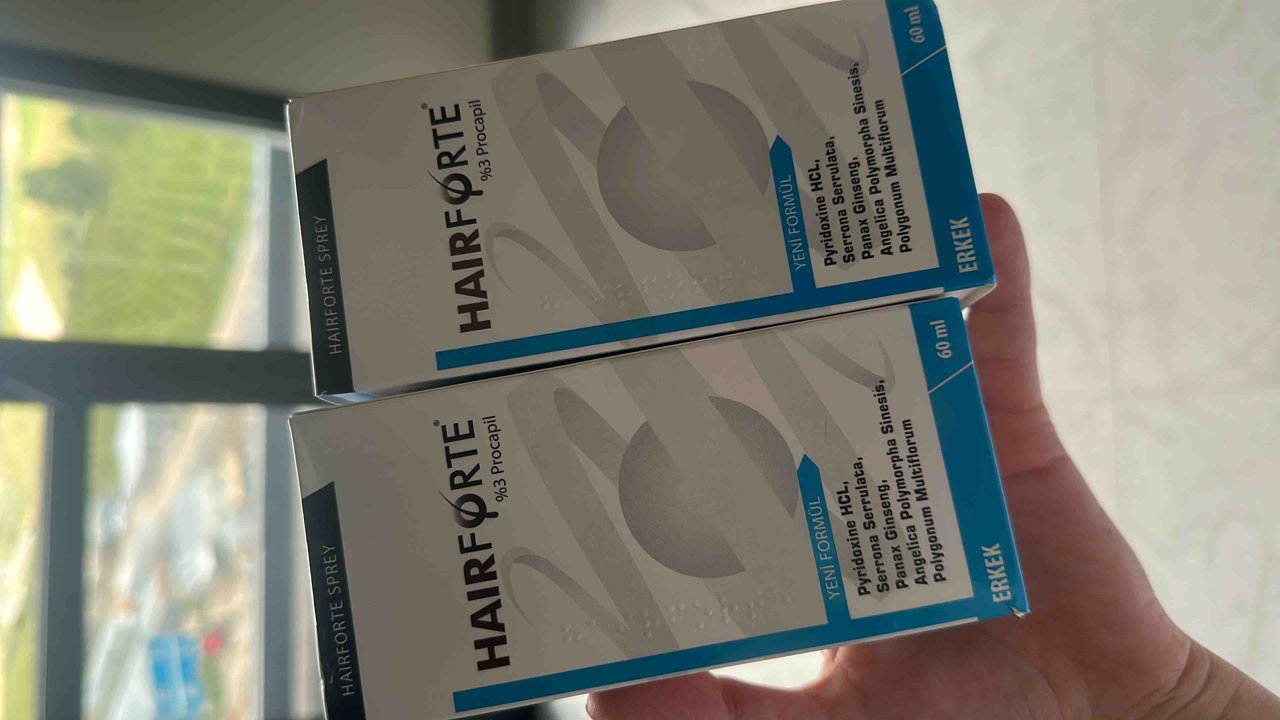 HAIRFORTE SPREY
HAIRFORTE®
%3 Procapil
YENİ FORMÜL
Pyridoxine HCL,
Serrona Serrulata,
Panax Ginseng,
Angelica Polymorpha Sinesis,
Polygonum Multiflorum
ERKEK
60 ml
HAIRFORTE SPREY
HAIRFORTE®
%3 Procapil
YENİ FORMÜL
Pyridoxine HCL,
Serrona Serrulata,
Panax Ginseng,
Angelica Polymorpha Sinesis,
Polygonum Multiflorum
ERKEK
60 ml